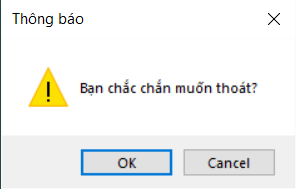 Thông báo
Bạn chắc chắn muốn thoát?
OK
Cancel